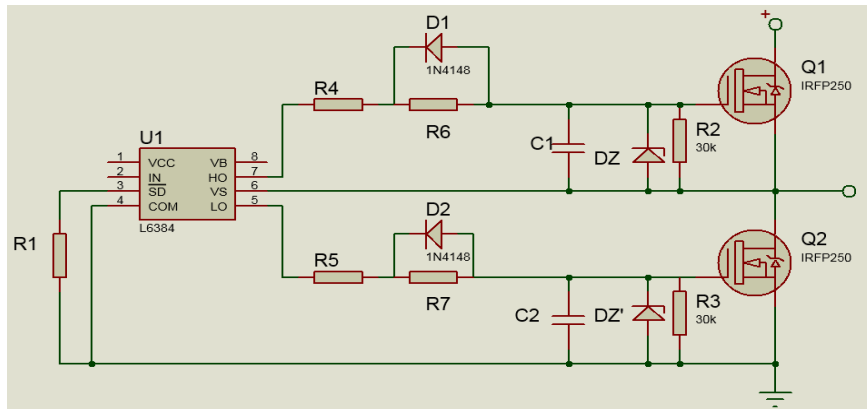 D1
1N4148
R4
R6
+
Q1
IRFP250
U1
C1
DZ
R2
30k
1 VCC VB 8
2 IN HO 7
3 SD VS 6
4 COM LO 5
L6384
R1
D2
1N4148
R5
R7
Q2
IRFP250
C2
DZ'
R3
30k